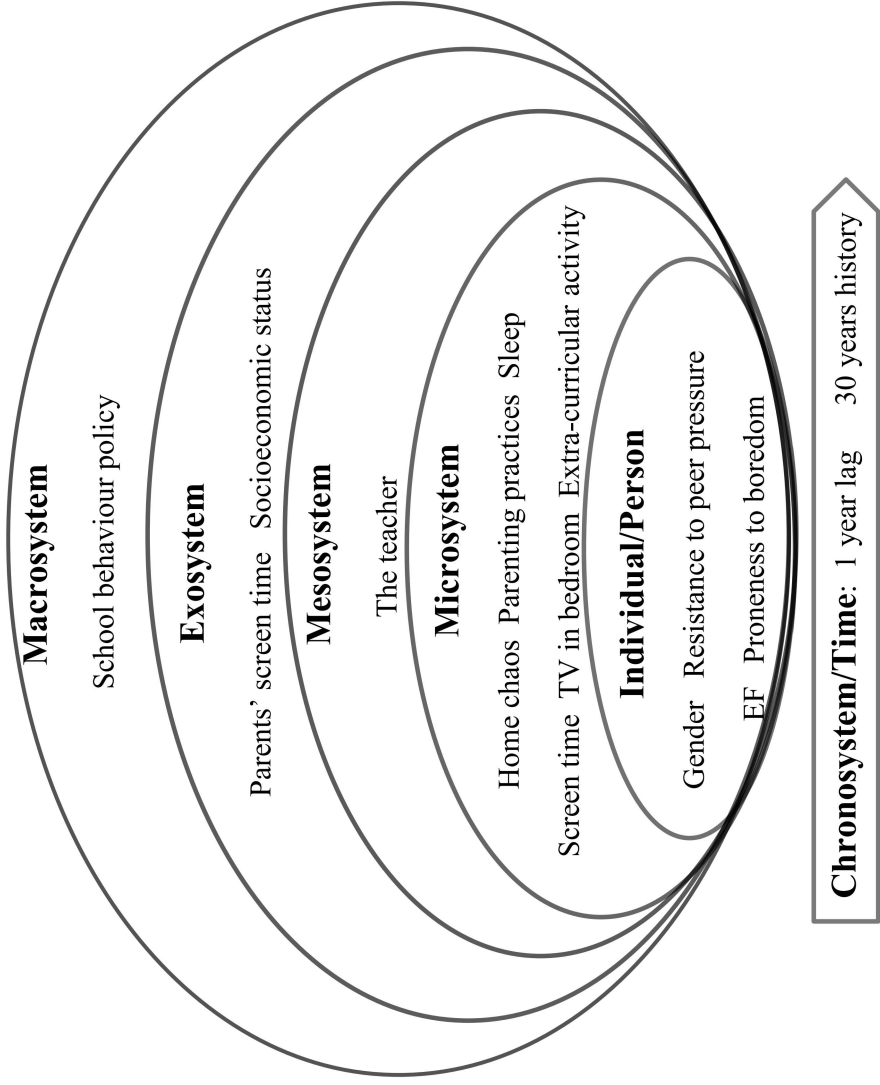 Macrosystem
School behaviour policy
Exosystem
Parents’ screen time Socioeconomic status
Mesosystem
The teacher
Microsystem
Home chaos Parenting practices Sleep
Screen time TV in bedroom Extra-curricular activity
Individual/Person
Gender Resistance to peer pressure
EF Proneness to boredom
Chronosystem/Time: 1 year lag 30 years history